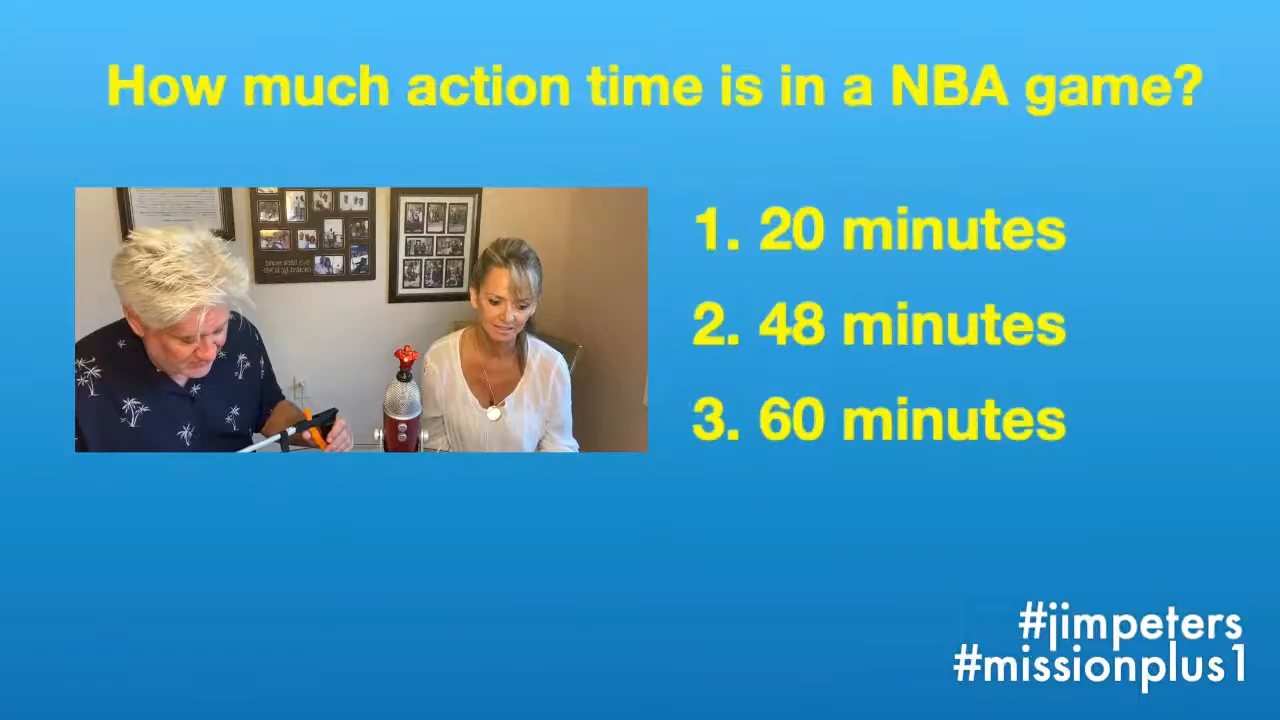 How much action time is in a NBA game?
1. 20 minutes
2. 48 minutes
3. 60 minutes
#jimpeters
#missionplus1